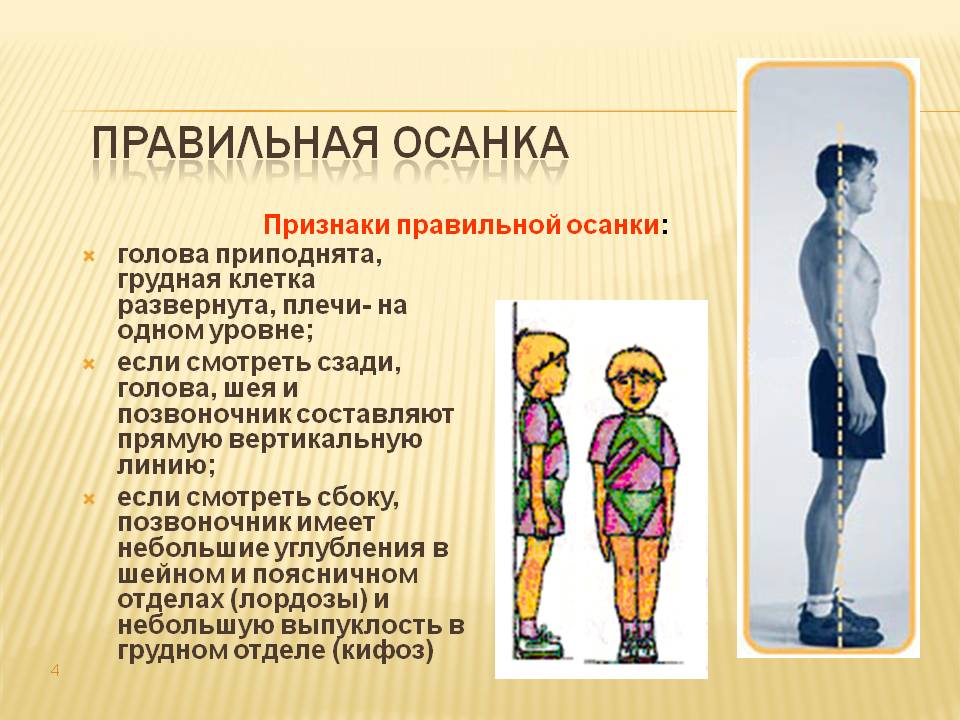 ПРАВИЛЬНАЯ ОСАНКА
Признаки правильной осанки:
голова приподнята,
грудная клетка
развернута, плечи- на
одном уровне;
если смотреть сзади,
голова, шея и
позвоночник составляют
прямую вертикальную
линию;
если смотреть сбоку,
позвоночник имеет
небольшие углубления в
шейном и поясничном
отделах (лордозы) и
небольшую выпуклость в
грудном отделе (кифоз)
4